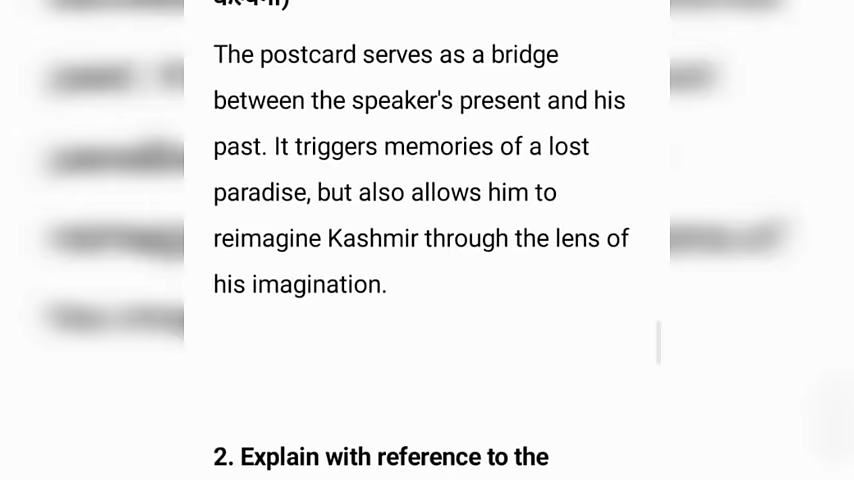 The postcard serves as a bridge
between the speaker's present and his
past. It triggers memories of a lost
paradise, but also allows him to
reimagine Kashmir through the lens of
his imagination.
2. Explain with reference to the